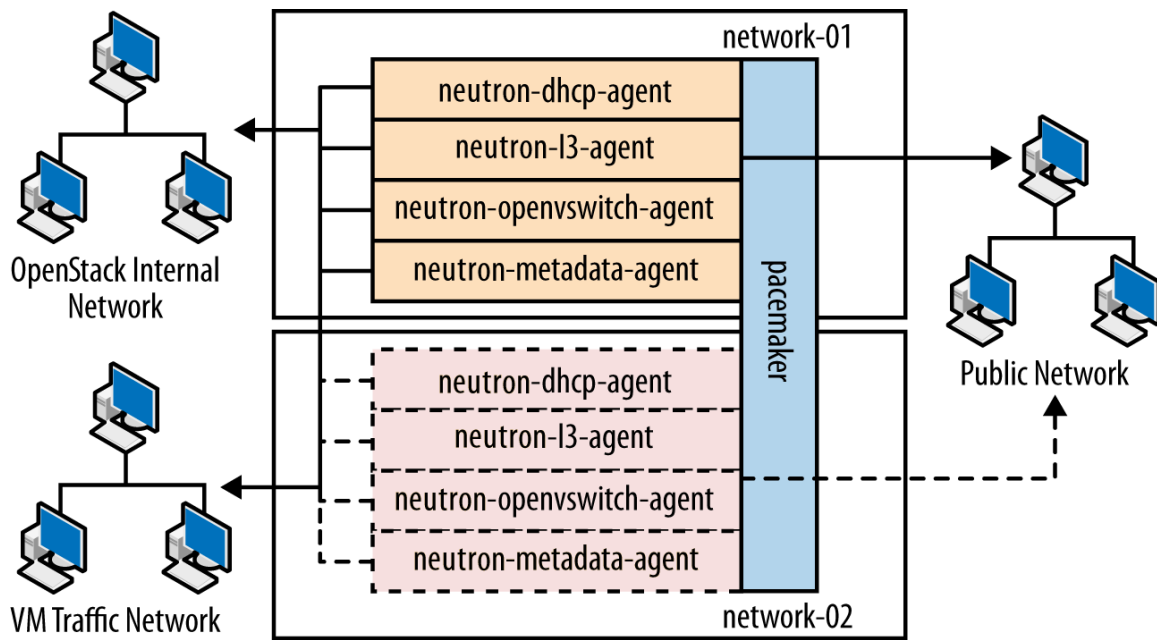 network-01
neutron-dhcp-agent
neutron-l3-agent
neutron-openvswitch-agent
neutron-metadata-agent
pacemaker
OpenStack Internal
Network
Public Network
neutron-dhcp-agent
neutron-l3-agent
neutron-openvswitch-agent
neutron-metadata-agent
VM Traffic Network
network-02